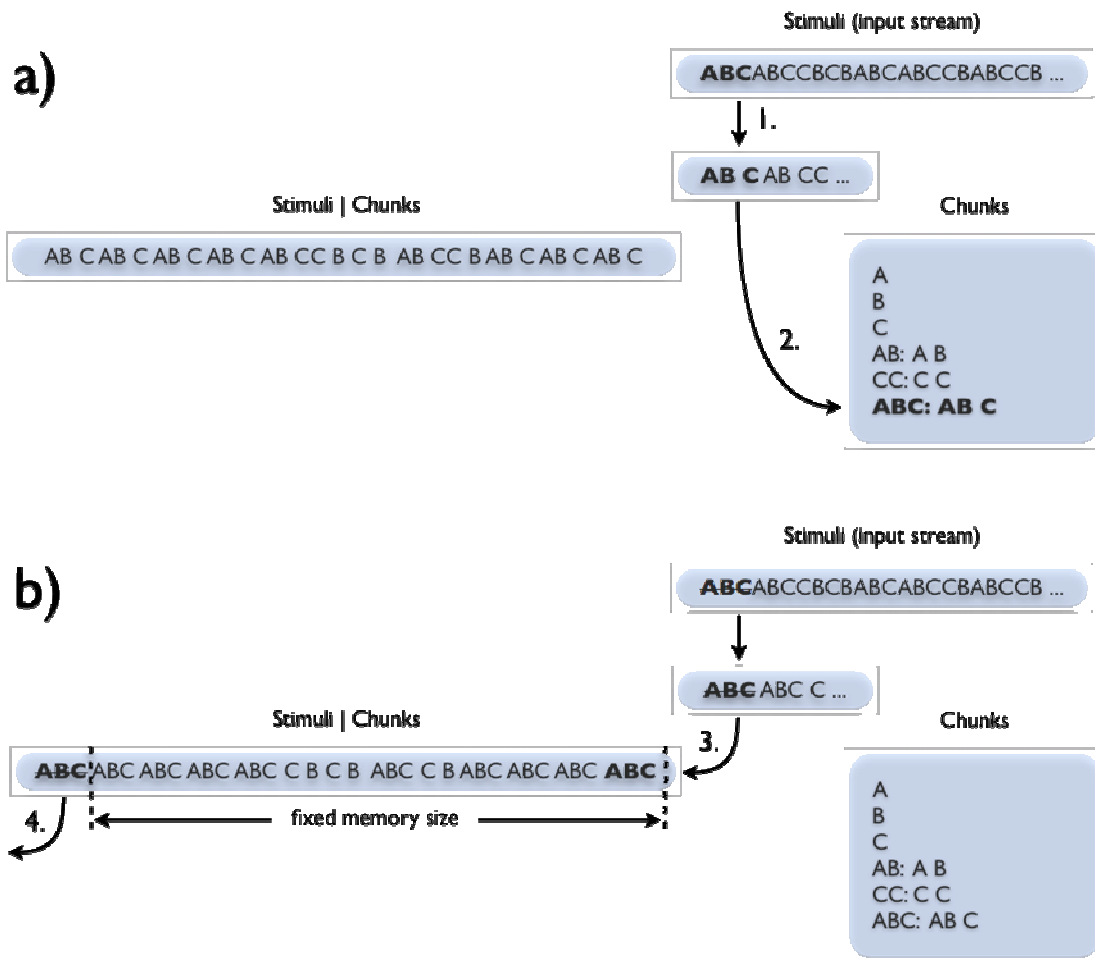 Stimuli (input stream)
a)
ABCABCCBCBABCABCCBABCCB ...
1.
AB C AB CC ...
Stimuli | Chunks
Chunks
AB C AB C AB C AB C AB CC B C B AB CC B AB C AB C AB C
A
B
C
2.
AB: A B
CC: C C
ABC: AB C
Stimuli (input stream)
b)
ABCABCCBCBABCABCCBABCCB ...
ABC ABC C ...
Stimuli | Chunks
Chunks
3.
ABC ABC ABC ABC ABC C B C B ABC C B ABC ABC ABC ABC
4.
fixed memory size
A
B
C
AB: A B
CC: C C
ABC: AB C